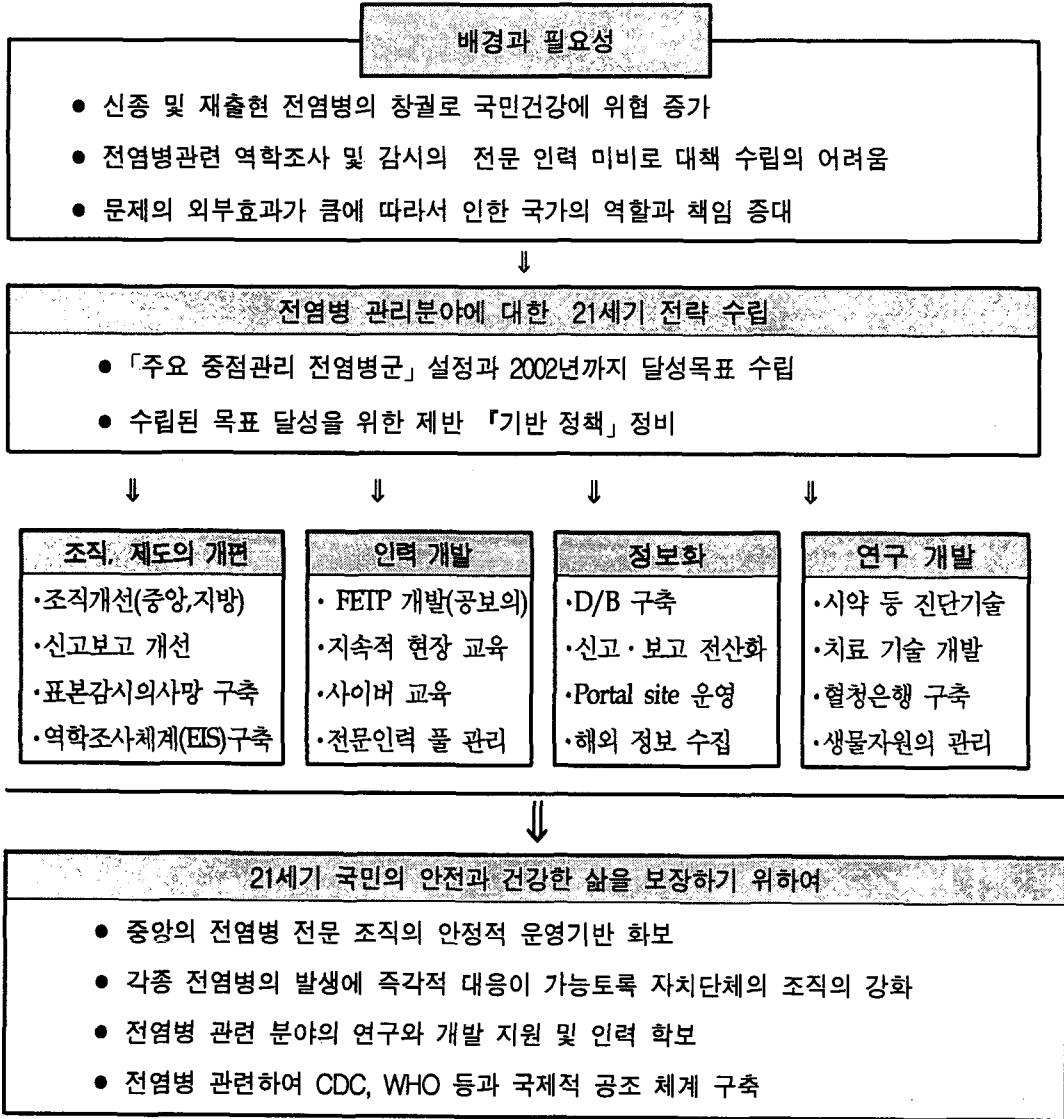 배경과 필요성
● 신종 및 재출현 전염병의 창궐로 국민건강에 위협 증가
● 전염병관련 역학조사 및 감시의 전문 인력 미비로 대책 수립의 어려움
● 문제의 외부효과가 큼에 따라서 인한 국가의 역할과 책임 증대
⇓
전염병 관리분야에 대한 21세기 전략 수립
● 「주요 중점관리 전염병군」 설정과 2002년까지 달성목표 수립
● 수립된 목표 달성을 위한 제반 『기반 정책」 정비
⇓ ⇓ ⇓ ⇓
조직, 제도의 개편
·조직개선(중앙,지방)
·신고보고 개선
·표본감시의사망 구축
·역학조사체계(EIS)구축
인력 개발
· FETP 개발(공보의)
·지속적 현장 교육
·사이버 교육
·전문인력 풀 관리
정보화
·D/B 구축
·신고·보고 전산화
·Portal site 운영
·해외 정보 수집
연구 개발
·시약 등 진단기술
·치료 기술 개발
·혈청은행 구축
·생물자원의 관리
⇓
21세기 국민의 안전과 건강한 삶을 보장하기 위하여
● 중앙의 전염병 전문 조직의 안정적 운영기반 화보
● 각종 전염병의 발생에 즉각적 대응이 가능토록 자치단체의 조직의 강화
● 전염병 관련 분야의 연구와 개발 지원 및 인력 학보
● 전염병 관련하여 CDC, WHO 등과 국제적 공조 체계 구축